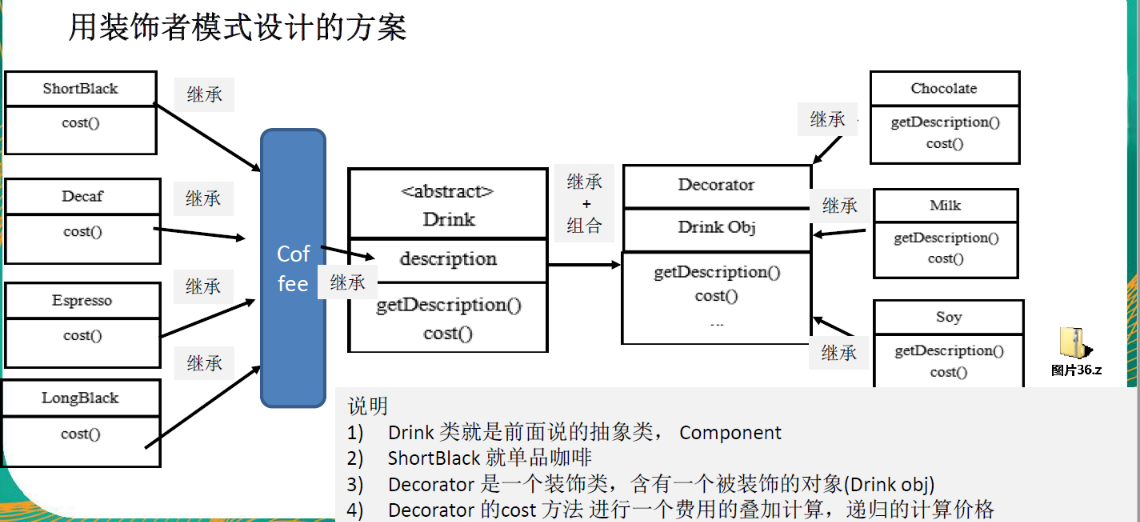 用装饰者模式设计的方案
ShortBlack
cost()
继承
Decaf
cost()
继承
Espresso
cost()
继承
LongBlack
cost()
继承
Cof
fee
继承
<abstract>
Drink
description
getDescription()
cost()
继承
+
组合
Decorator
Drink Obj
getDescription()
cost()
...
继承
Chocolate
getDescription()
cost()
继承
Milk
getDescription()
cost()
继承
Soy
getDescription()
cost()
图片36.z
说明
1) Drink 类就是前面说的抽象类， Component
2) ShortBlack 就单品咖啡
3) Decorator 是一个装饰类，含有一个被装饰的对象(Drink obj)
4) Decorator 的cost 方法 进行一个费用的叠加计算，递归的计算价格